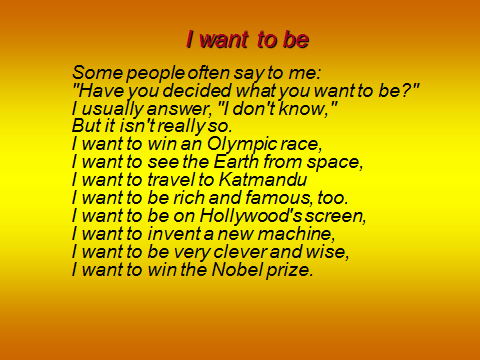 I want to be
Some people often say to me:
"Have you decided what you want to be?"
I usually answer, "I don't know,"
But it isn't really so.
I want to win an Olympic race,
I want to see the Earth from space,
I want to travel to Katmandu
I want to be rich and famous, too.
I want to be on Hollywood's screen,
I want to invent a new machine,
I want to be very clever and wise,
I want to win the Nobel prize.